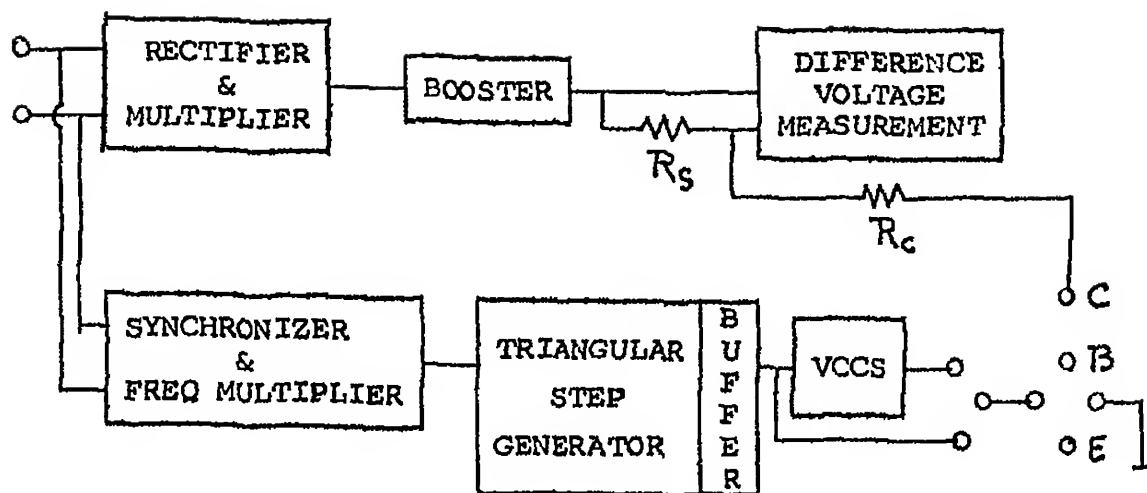 RECTIFIER
&
MULTIPLIER
BOOSTER
DIFFERENCE
VOLTAGE
MEASUREMENT
Rs
Rc
SYNCHRONIZER
&
FREQ MULTIPLIER
TRIANGULAR
STEP
GENERATOR
BUFFER
VCCS
C
B
E